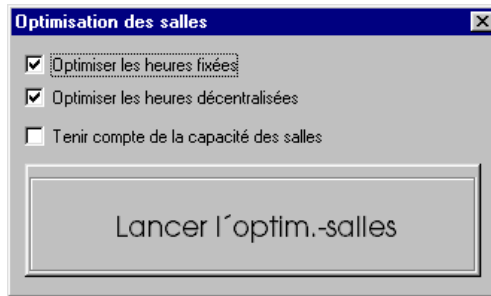 Optimisation des salles
Optimiser les heures fixées
Optimiser les heures décentralisées
Tenir compte de la capacité des salles
Lancer l´optim.-salles